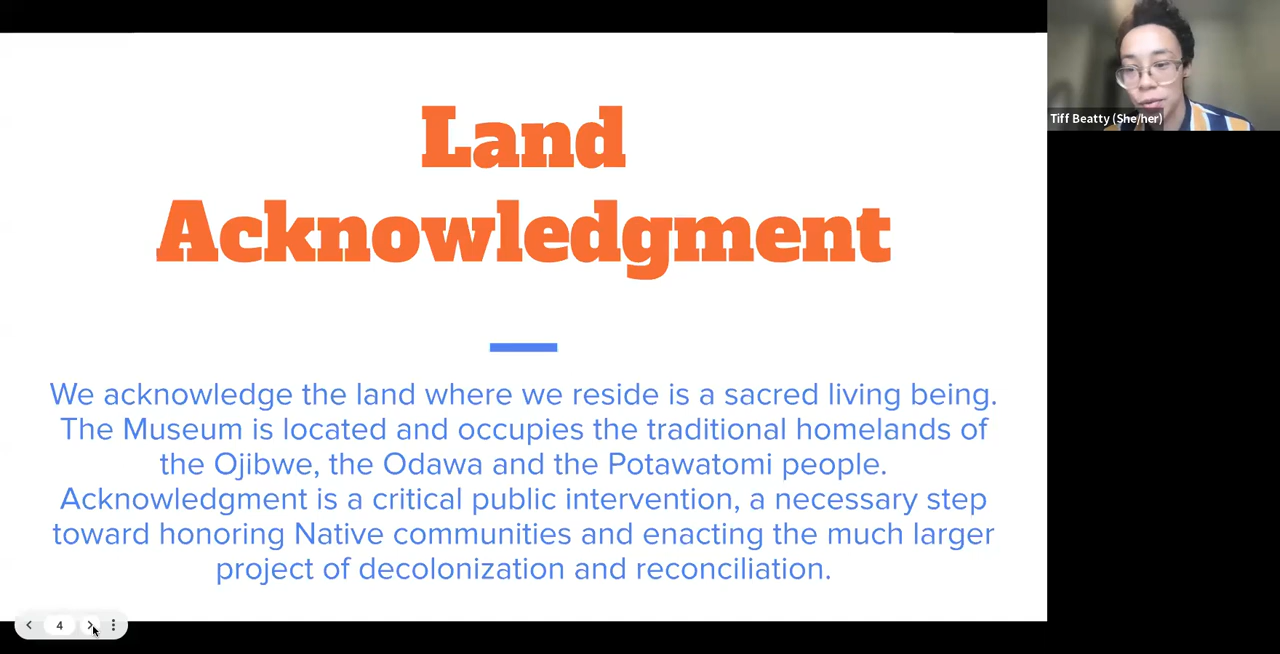 Land
Acknowledgment
We acknowledge the land where we reside is a sacred living being.
The Museum is located and occupies the traditional homelands of
the Ojibwe, the Odawa and the Potawatomi people.
Acknowledgment is a critical public intervention, a necessary step
toward honoring Native communities and enacting the much larger
project of decolonization and reconciliation.
Tiff Beatty (She/her)
4